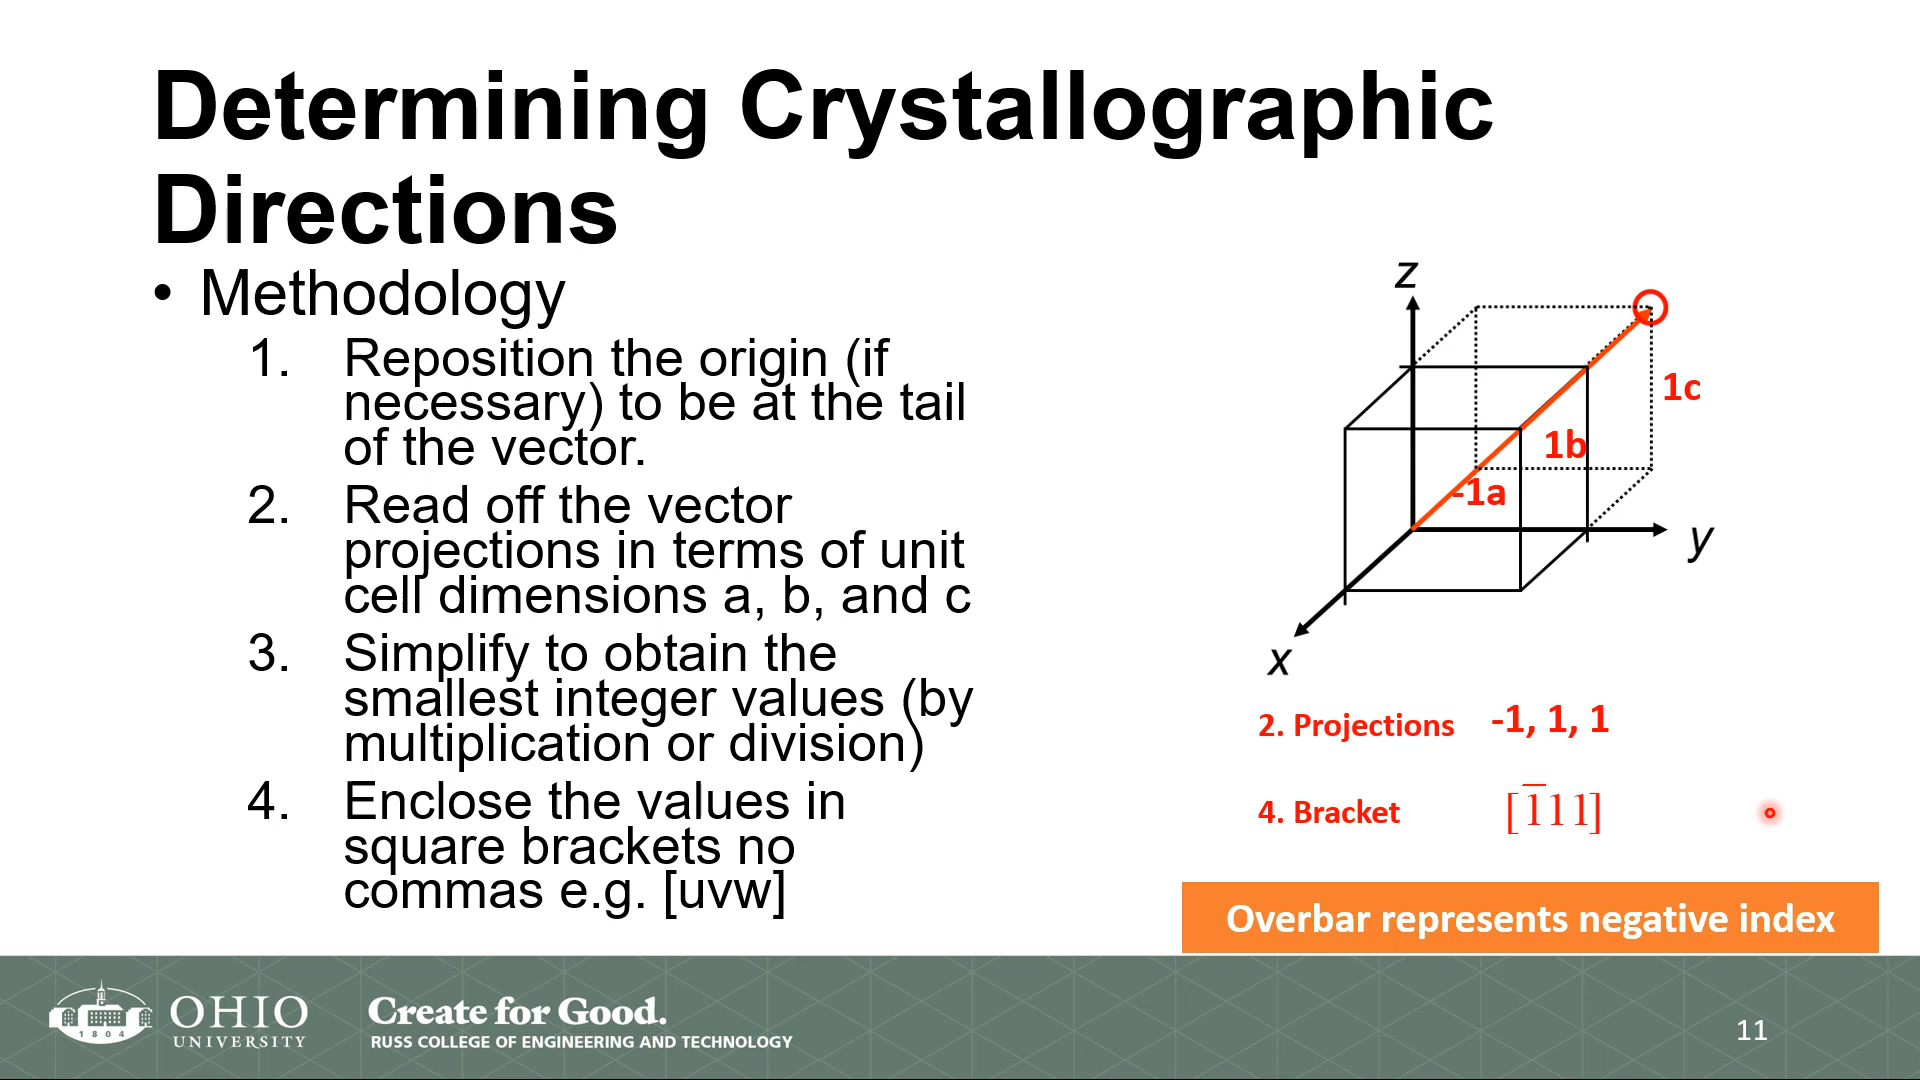 Determining Crystallographic
Directions
• Methodology
1. Reposition the origin (if
necessary) to be at the tail
of the vector.
2. Read off the vector
projections in terms of unit
cell dimensions a, b, and c
3. Simplify to obtain the
smallest integer values (by
multiplication or division)
4. Enclose the values in
square brackets no
commas e.g. [uvw]
z
1c
1b
-1a
y
x
2. Projections -1, 1, 1
4. Bracket [1̅ 1 1]
Overbar represents negative index
1804
OHIO
UNIVERSITY
Create for Good.
RUSS COLLEGE OF ENGINEERING AND TECHNOLOGY
11